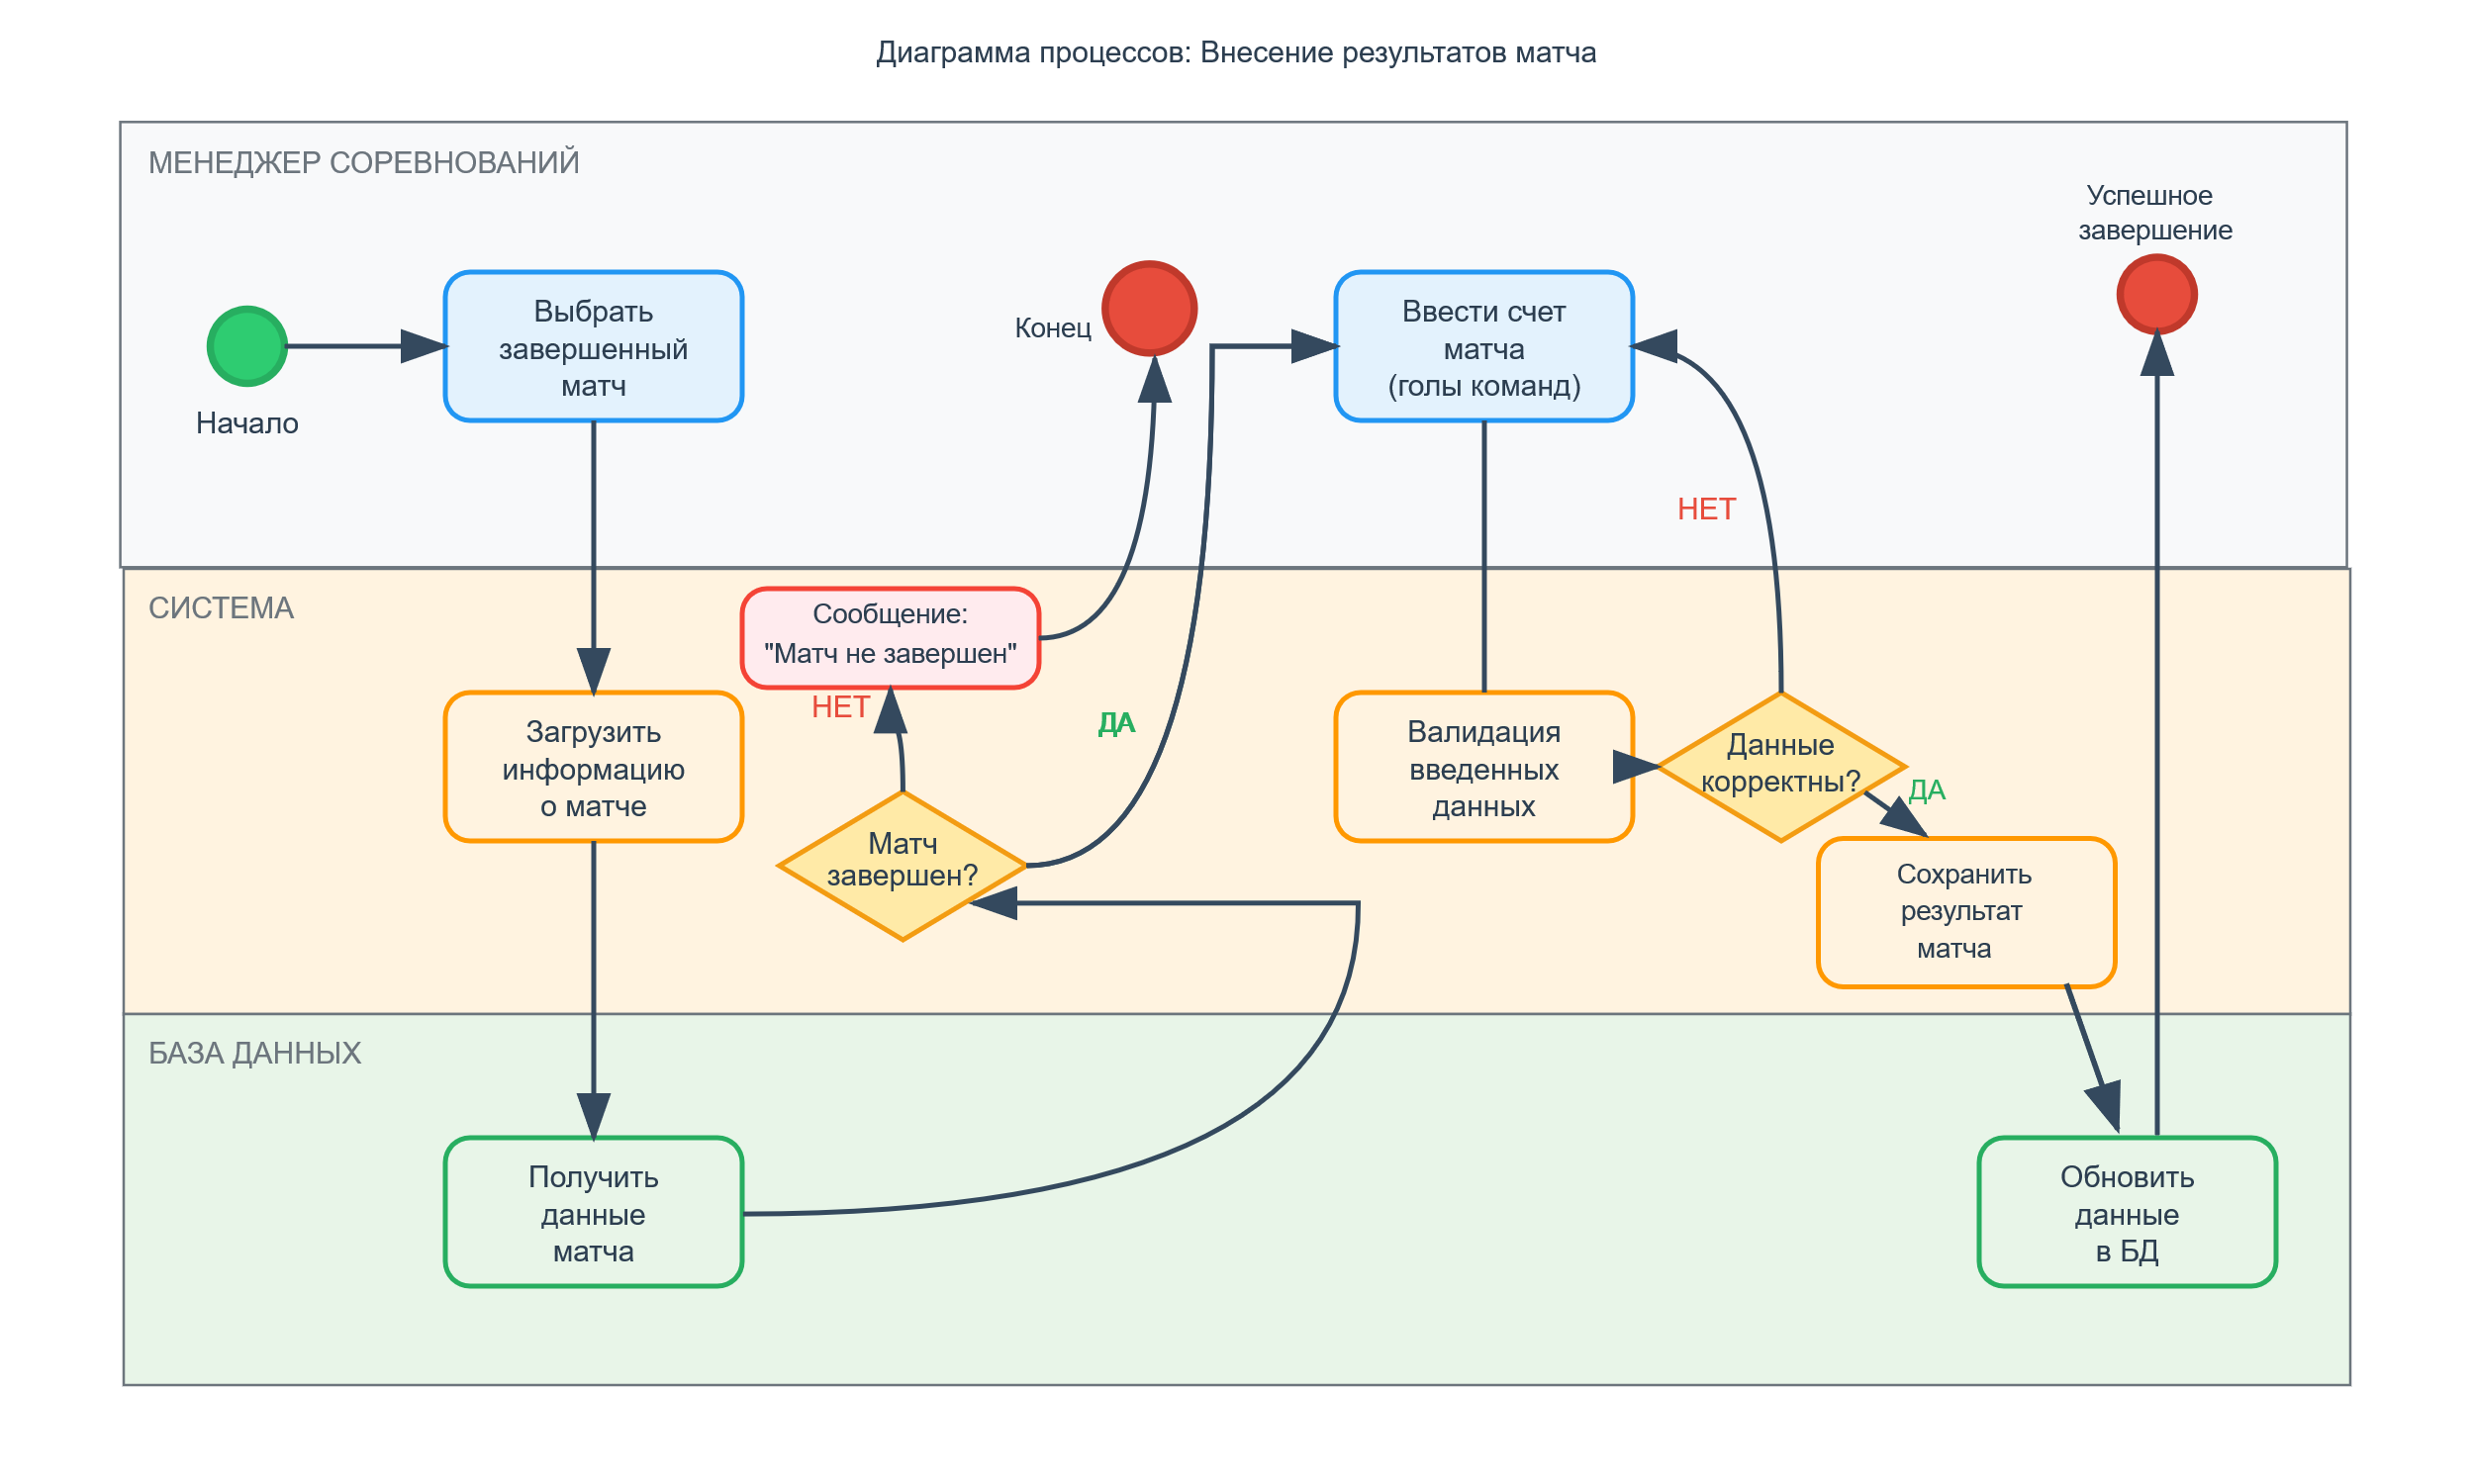 Диаграмма процессов: Внесение результатов матча
МЕНЕДЖЕР СОРЕВНОВАНИЙ
Начало
Выбрать
завершенный
матч
Конец
Ввести счет
матча
(голы команд)
Успешное
завершение
НЕТ
СИСТЕМА
Загрузить
информацию
о матче
Сообщение:
"Матч не завершен"
НЕТ
ДА
Матч
завершен?
Валидация
введенных
данных
Данные
корректны?
ДА
Сохранить
результат
матча
БАЗА ДАННЫХ
Получить
данные
матча
Обновить
данные
в БД